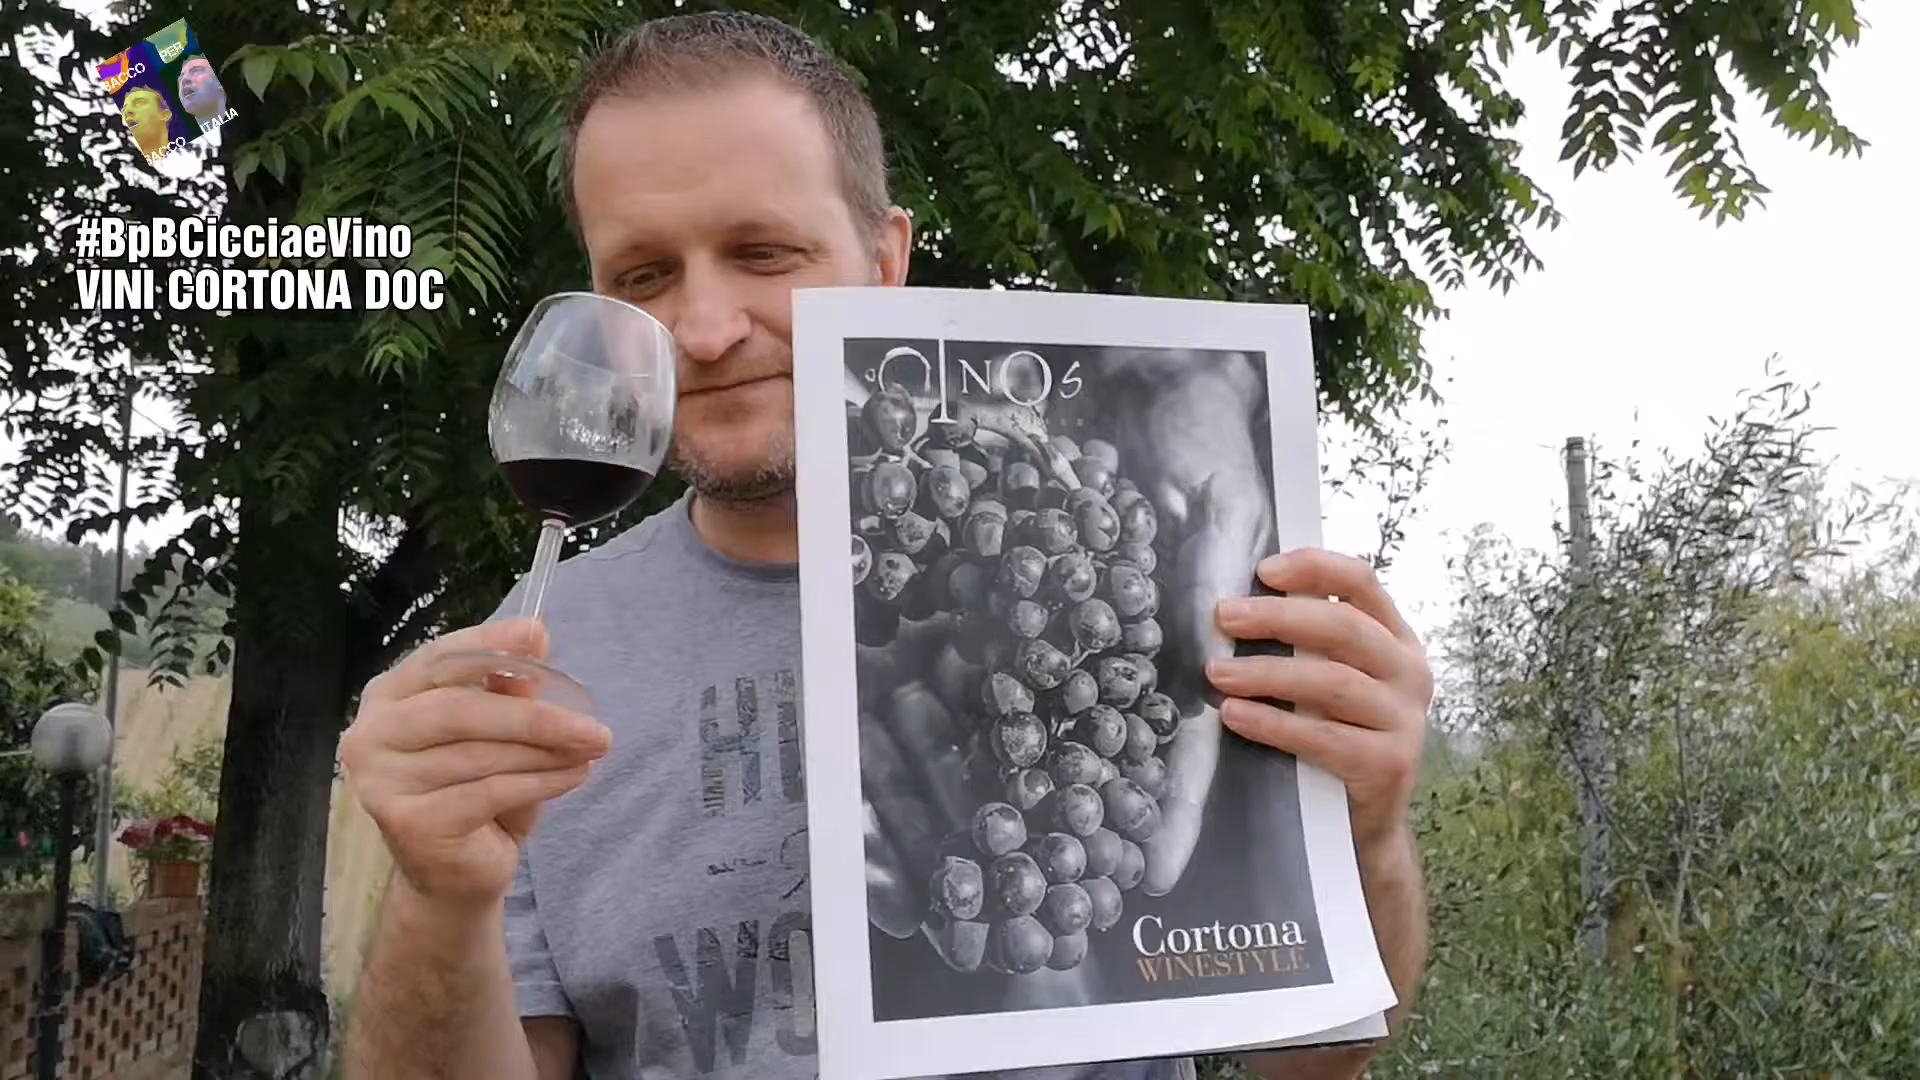 BACCO
PER
BACCO
ITALIA
#BpBCicciaeVino
VINI CORTONA DOC
OINOS
Cortona
WINESTYLE